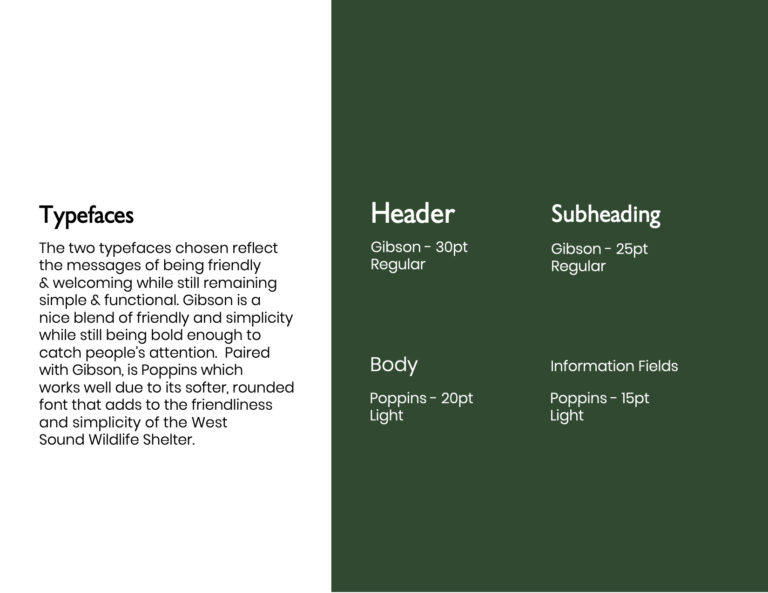 Typefaces
The two typefaces chosen reflect
the messages of being friendly
& welcoming while still remaining
simple & functional. Gibson is a
nice blend of friendly and simplicity
while still being bold enough to
catch people's attention.  Paired
with Gibson, is Poppins which
works well due to its softer, rounded
font that adds to the friendliness
and simplicity of the West
Sound Wildlife Shelter.
Header
Gibson - 30pt
Regular
Subheading
Gibson - 25pt
Regular
Body
Poppins - 20pt
Light
Information Fields
Poppins - 15pt
Light